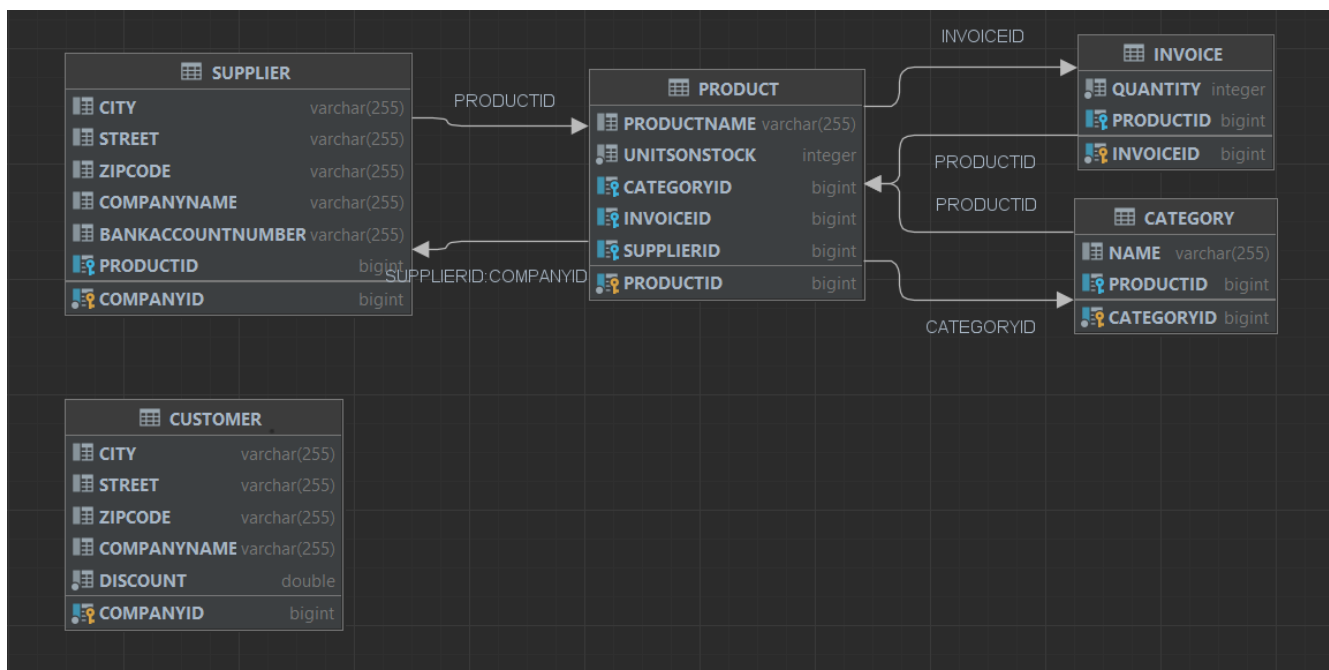 SUPPLIER
CITY varchar(255)
STREET varchar(255)
ZIPCODE varchar(255)
COMPANYNAME varchar(255)
BANKACCOUNTNUMBER varchar(255)
PRODUCTID bigint
COMPANYID bigint
PRODUCTID
SUPPLIERID:COMPANYID
PRODUCT
PRODUCTNAME varchar(255)
UNITSONSTOCK integer
CATEGORYID bigint
INVOICEID bigint
SUPPLIERID bigint
PRODUCTID bigint
INVOICEID
PRODUCTID
PRODUCTID
CATEGORYID
INVOICE
QUANTITY integer
PRODUCTID bigint
INVOICEID bigint
CATEGORY
NAME varchar(255)
PRODUCTID bigint
CATEGORYID bigint
CUSTOMER
CITY varchar(255)
STREET varchar(255)
ZIPCODE varchar(255)
COMPANYNAME varchar(255)
DISCOUNT double
COMPANYID bigint